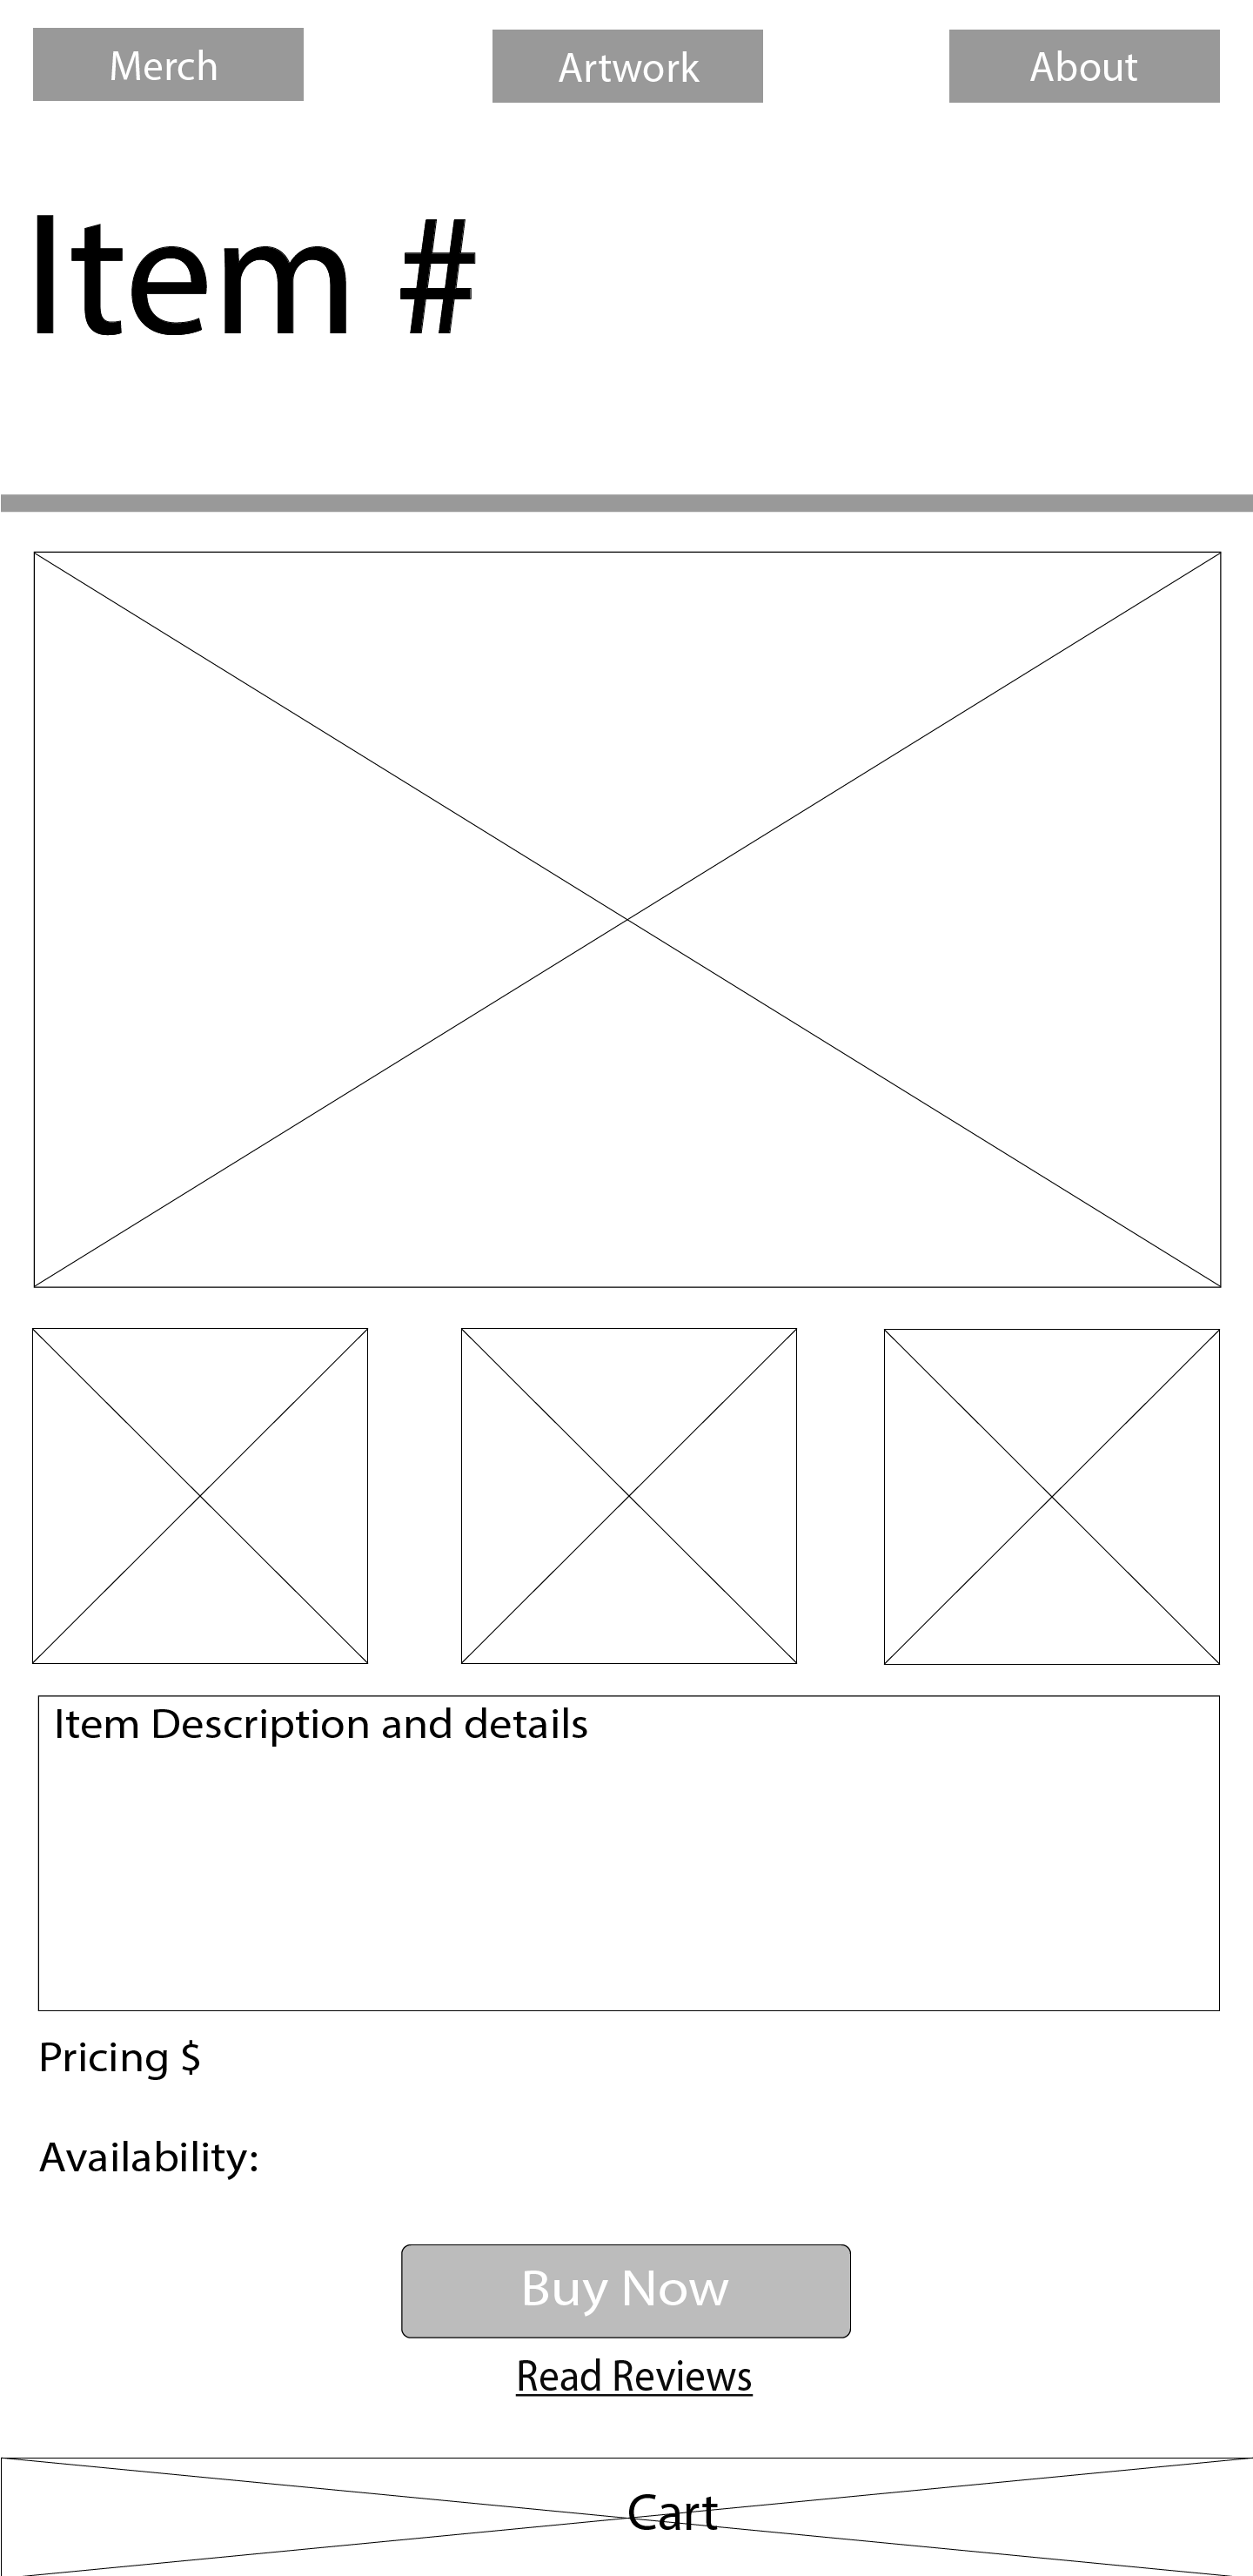 Merch
Artwork
About
Item #
Item Description and details
Pricing $
Availability:
Buy Now
Read Reviews
Cart